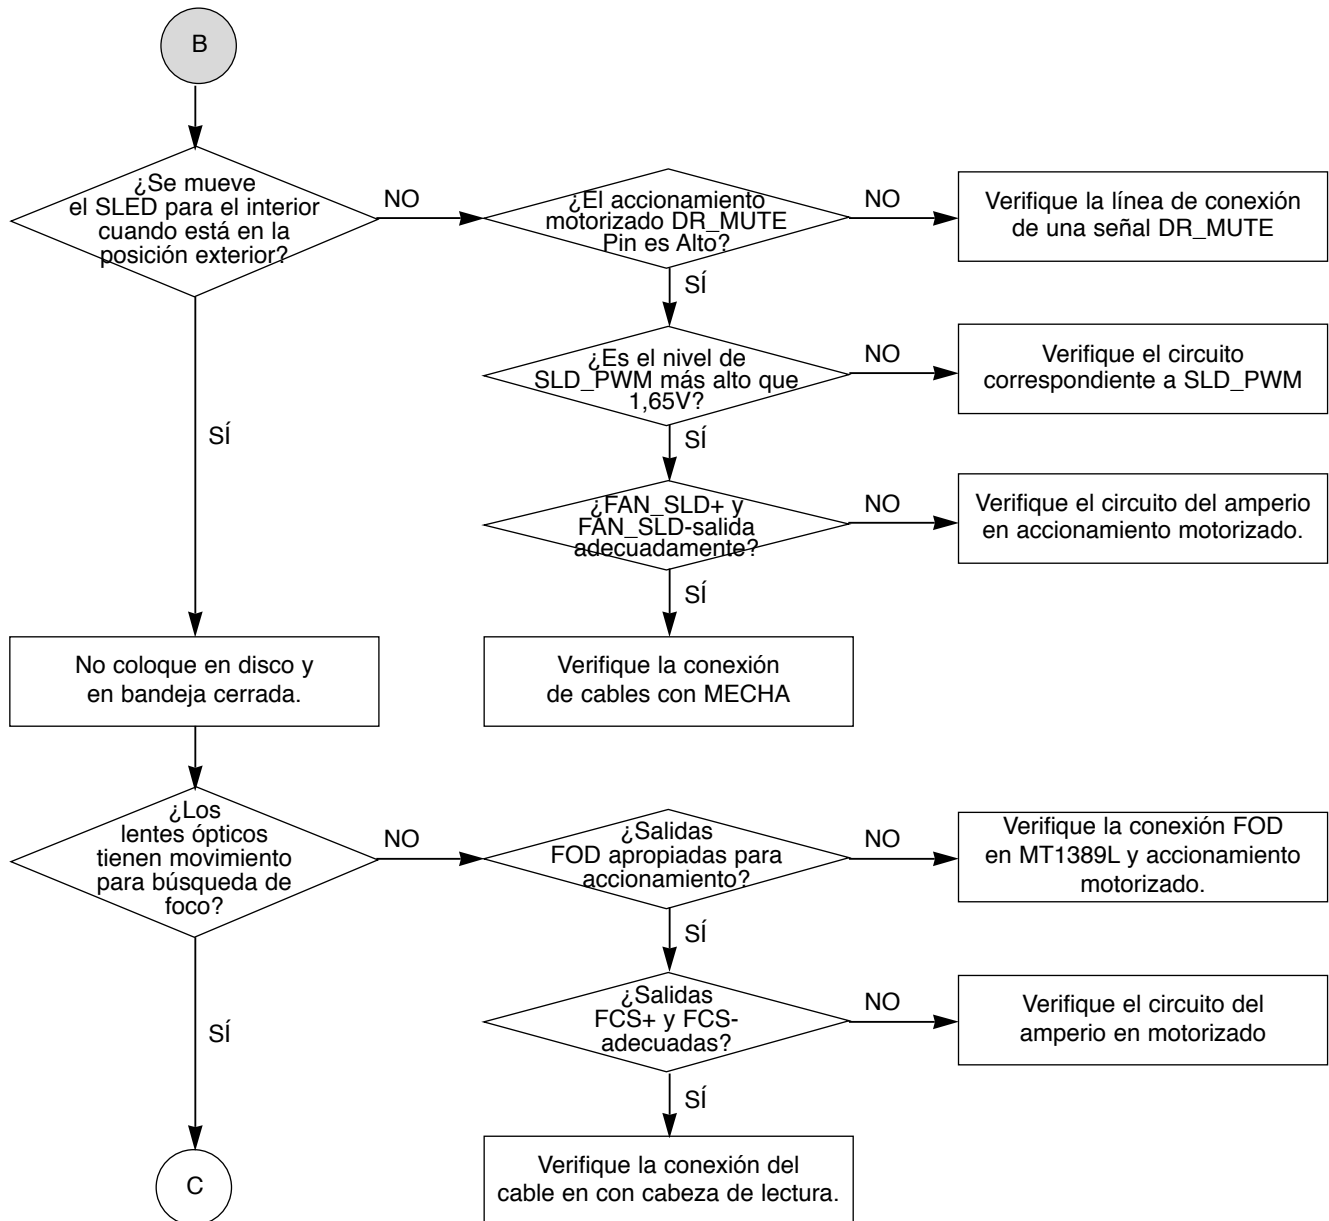 B
¿Se mueve
el SLED para el interior
cuando está en la
posición exterior?
NO
¿El accionamiento
motorizado DR_MUTE
Pin es Alto?
NO
Verifique la línea de conexión
de una señal DR_MUTE
SÍ
¿Es el nivel de
SLD_PWM más alto que
1,65V?
NO
Verifique el circuito
correspondiente a SLD_PWM
SÍ
SÍ
¿FAN_SLD+ y
FAN_SLD-salida
adecuadamente?
NO
Verifique el circuito del amperio
en accionamiento motorizado.
SÍ
No coloque en disco y
en bandeja cerrada.
Verifique la conexión
de cables con MECHA
¿Los
lentes ópticos
tienen movimiento
para búsqueda de
foco?
NO
¿Salidas
FOD apropiadas para
accionamiento?
NO
Verifique la conexión FOD
en MT1389L y accionamiento
motorizado.
SÍ
SÍ
¿Salidas
FCS+ y FCS-
adecuadas?
NO
Verifique el circuito del
amperio en motorizado
SÍ
C
Verifique la conexión del
cable en con cabeza de lectura.